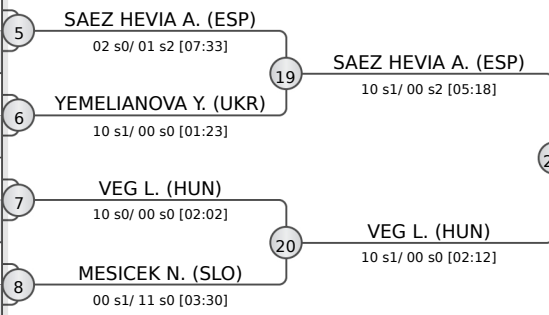 5
SAEZ HEVIA A. (ESP)
02 s0/ 01 s2 [07:33]
19
SAEZ HEVIA A. (ESP)
10 s1/ 00 s2 [05:18]
6
YEMELIANOVA Y. (UKR)
10 s1/ 00 s0 [01:23]
7
VEG L. (HUN)
10 s0/ 00 s0 [02:02]
20
VEG L. (HUN)
10 s1/ 00 s0 [02:12]
8
MESICEK N. (SLO)
00 s1/ 11 s0 [03:30]